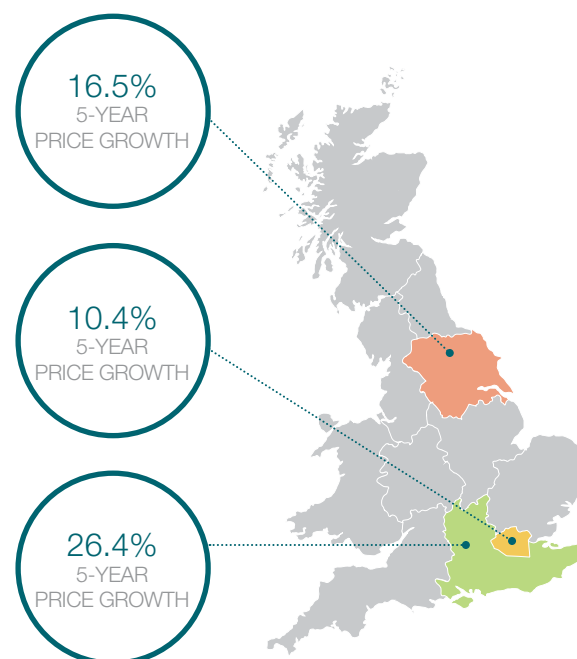 16.5%
5-YEAR
PRICE GROWTH
10.4%
5-YEAR
PRICE GROWTH
26.4%
5-YEAR
PRICE GROWTH